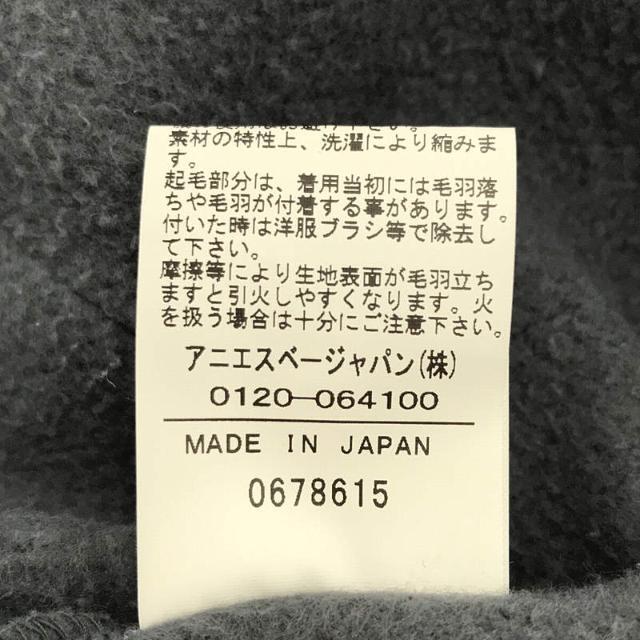 素材の特性上、洗濯により縮みま
す。
起毛部分は、着用当初には毛羽落
ちや毛羽が付着する事があります。
付いた時は洋服ブラシ等で除去し
て下さい。
摩擦等により生地表面が毛羽立ち
ますと引火しやすくなります。火
を扱う場合は十分にご注意下さい。
アニエスベージャパン(株)
0120-064100
MADE IN JAPAN
0678615